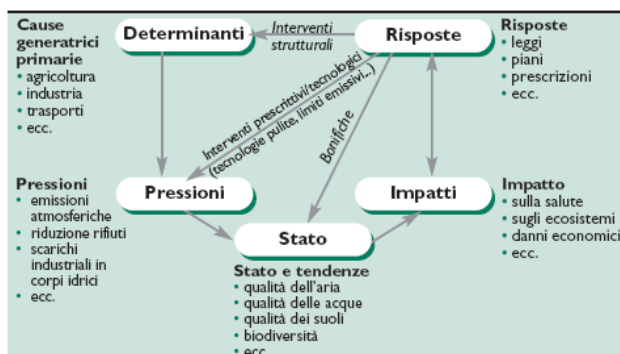 Cause
generatrici
primarie
• agricoltura
• industria
• trasporti
• ecc.
Determinanti
Interventi
strutturali
Risposte
Risposte
• leggi
• piani
• prescrizioni
• ecc.
Interventi prescrittivi/tecnologici
(tecnologie pulite, limiti emissivi...)
Bonifiche
Pressioni
• emissioni
atmosferiche
• riduzione rifiuti
• scarichi
industriali in
corpi idrici
• ecc.
Pressioni
Stato
Impatti
Impatto
• sulla salute
• sugli ecosistemi
• danni economici
• ecc.
Stato e tendenze
• qualità dell'aria
• qualità delle acque
• qualità dei suoli
• biodiversità
• ecc